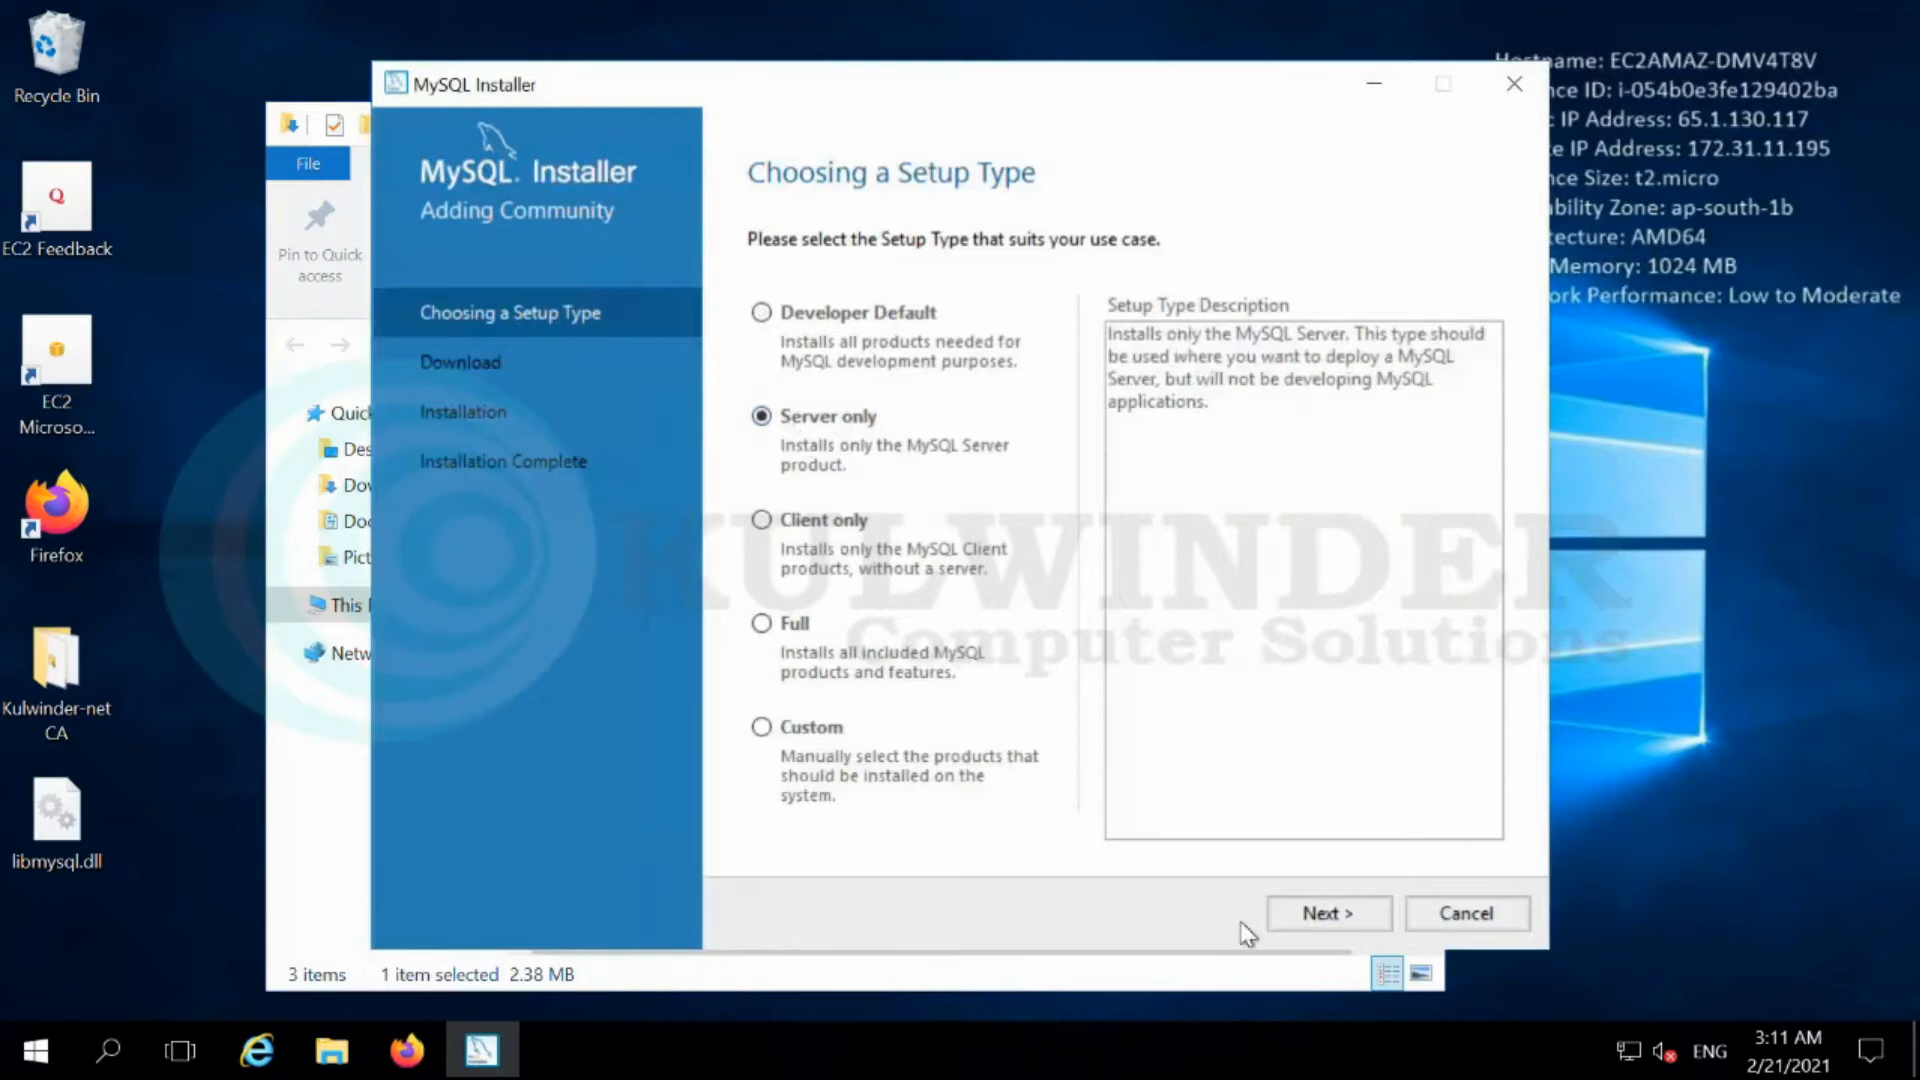 Recycle Bin
EC2 Feedback
EC2
Microso...
Firefox
Kulwinder-net
CA
libmysql.dll
Hostname: EC2AMAZ-DMV4T8V
nce ID: i-054b0e3fe129402ba
c IP Address: 65.1.130.117
te IP Address: 172.31.11.195
nce Size: t2.micro
ability Zone: ap-south-1b
tecture: AMD64
Memory: 1024 MB
ork Performance: Low to Moderate
File
Pin to Quick
access
Quick
Des
Dow
Doc
Pict
This
Netw
3 items 1 item selected 2.38 MB
MySQL Installer
MySQL. Installer
Adding Community
Choosing a Setup Type
Download
Installation
Installation Complete
Choosing a Setup Type
Please select the Setup Type that suits your use case.
Developer Default
Installs all products needed for
MySQL development purposes.
Server only
Installs only the MySQL Server
product.
Client only
Installs only the MySQL Client
products, without a server.
Full
Installs all included MySQL
products and features.
Custom
Manually select the products that
should be installed on the
system.
Setup Type Description
Installs only the MySQL Server. This type should
be used where you want to deploy a MySQL
Server, but will not be developing MySQL
applications.
Next >
Cancel
KULWINDER
Computer Solutions
ENG
3:11 AM
2/21/2021